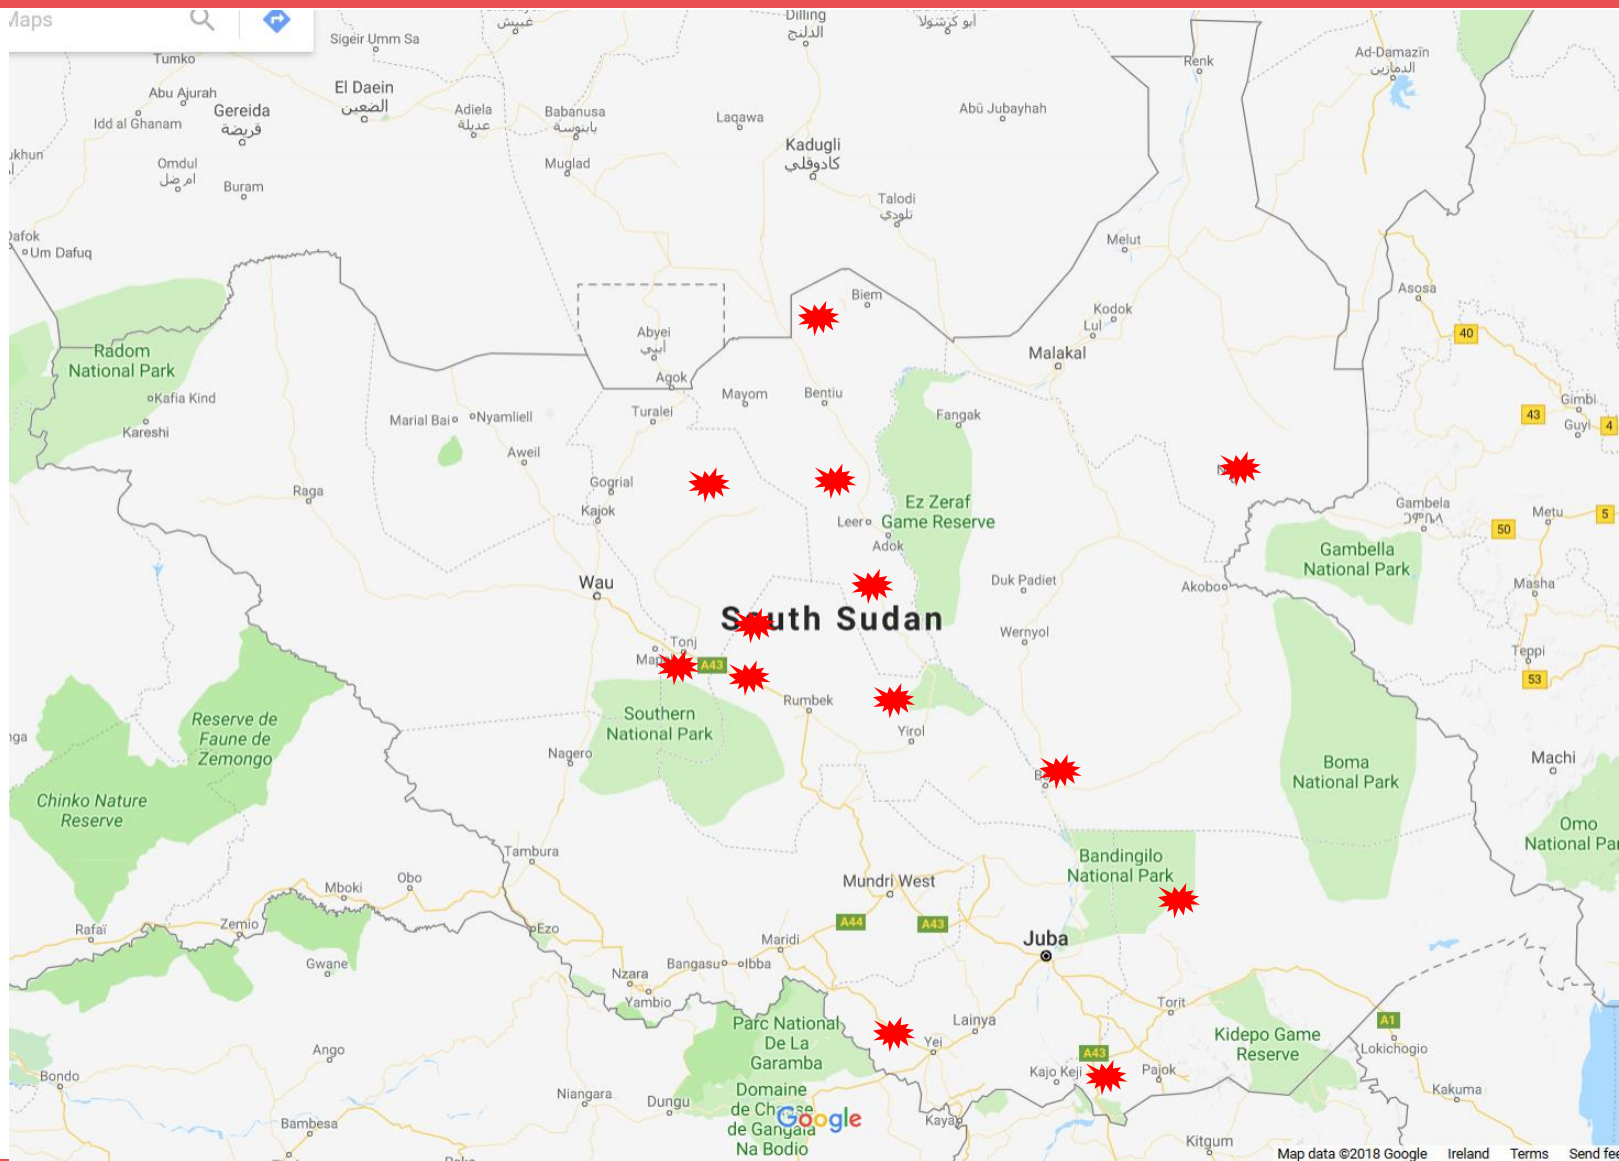 Maps
Sigeir Umm Sa
غبيش
Dilling
الدلنج
أبو كرشولا
Renk
Ad-Damazin
الدمازين
Tumko
Abu Ajurah
Idd al Ghanam
Gereida
قريضة
El Daein
الضعين
Adiela
عديلة
Babanusa
بابنوسة
Laqawa
Abū Jubayhah
Kadugli
كادوقلي
Omdul
ام ضل
Buram
Muglad
Talodi
تلودي
Melut
Um Dafuq
Asosa
Biem
Kodok
Lul
Abyei
أبيي
Malakal
40
Radom
National Park
Agok
Mayom
Bentiu
Kafia Kind
Kareshi
Marial Bai
Nyamliell
Turalei
Fangak
Gimbi
43
Guyi
4
Aweil
Raga
Gogrial
Kajok
Ez Zeraf
Game Reserve
Leer
Adok
Gambela
ጋምቤላ
Metu
5
50
Gambella
National Park
Wau
Duk Padiet
Akobo
Masha
South Sudan
Wernyol
Tonj
A43
Teppi
53
Rumbek
Yirol
Southern
National Park
Nagero
Reserve de
Faune de
Zemongo
Chinko Nature
Reserve
Boma
National Park
Machi
Omo
National Par
Tambura
Mboki
Obo
Mundri West
Bandingilo
National Park
A44
A43
Rafaï
Zemio
Ezo
Maridi
Juba
Gwane
Bangasu
Ibba
Nzara
Yambio
Torit
Parc National
De La
Garamba
Lainya
Yei
Kidepo Game
Reserve
A1
Lokichogio
Ango
Bondo
A43
Kajo Keji
Pajok
Kakuma
Niangara
Dungu
Domaine
de Chasse
de Gangala
Na Bodio
Google
Kaya
Bambesa
Kitgum
Map data ©2018 Google Ireland Terms Send fee